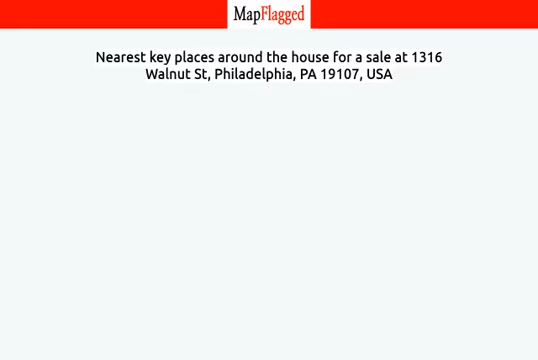 MapFlagged
Nearest key places around the house for a sale at 1316
Walnut St, Philadelphia, PA 19107, USA